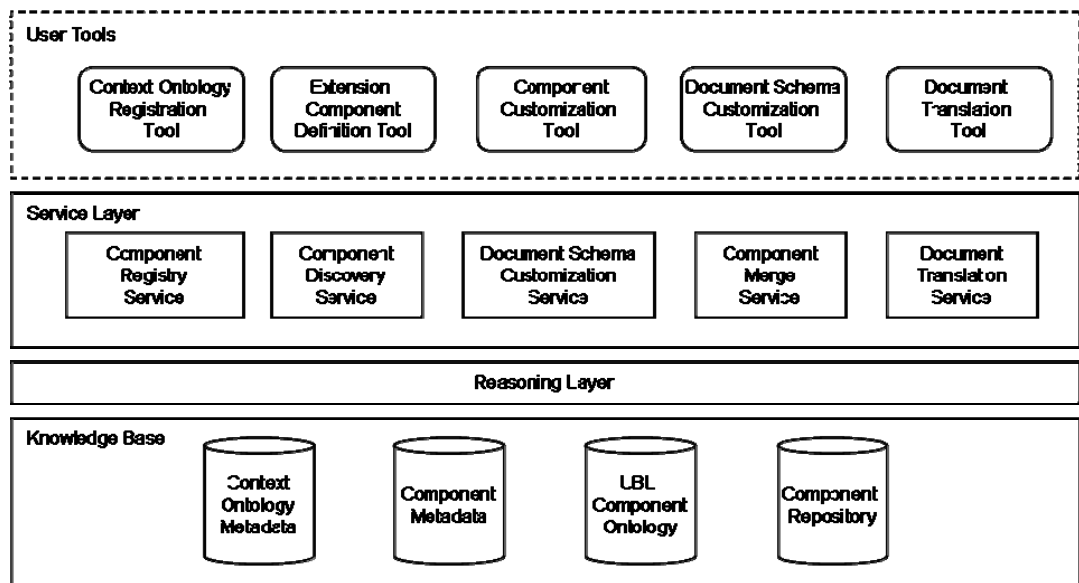 User Tools
Context Ontology
Registration
Tool
Extension
Component
Definition Tool
Component
Customization
Tool
Document Schema
Customization
Tool
Document
Translation
Tool
Service Layer
Component
Registry
Service
Component
Discovery
Service
Document Schema
Customization
Service
Component
Merge
Service
Document
Translation
Service
Reasoning Layer
Knowledge Base
Context
Ontology
Metadata
Component
Metadata
UBL
Component
Ontology
Component
Repository